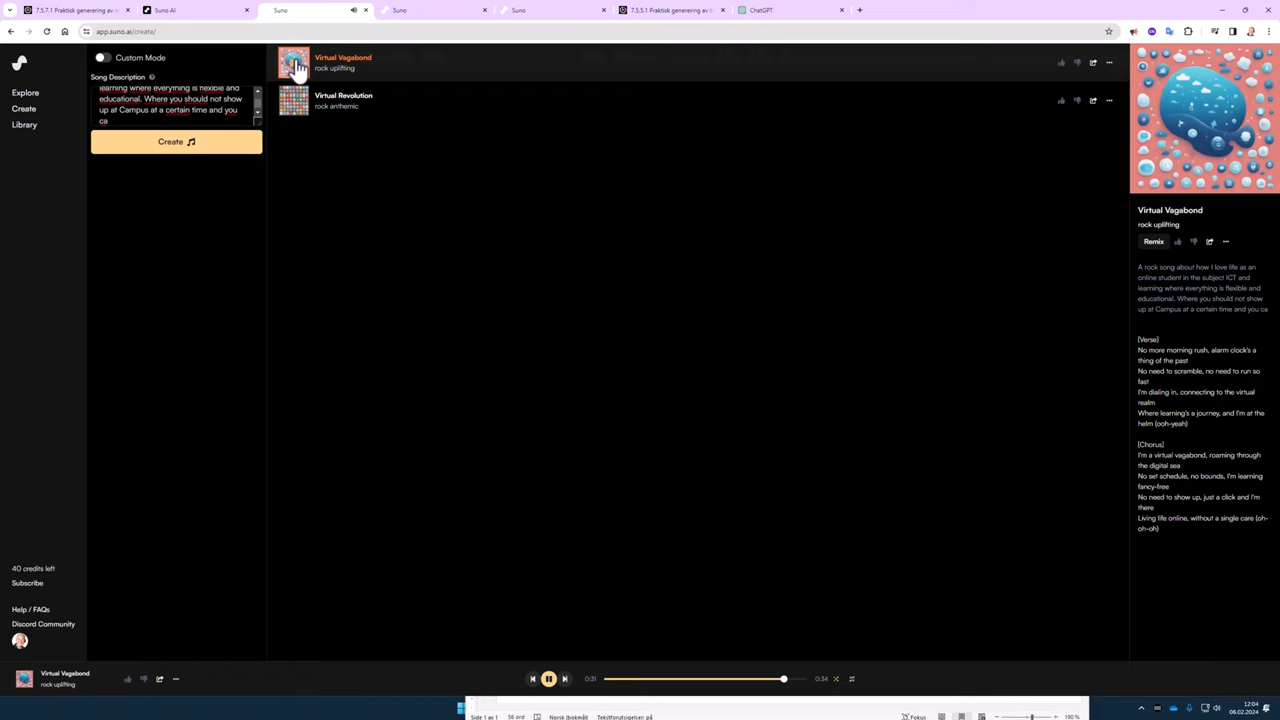 7.5.7.1 Praktisk generering av
Suno AI
Suno
Suno
Suno
7.5.5.1 Praktisk generering av b
ChatGPT
app.suno.ai/create/
Explore
Create
Library
Custom Mode
Song Description
learning where everything is flexible and
educational. Where you should not show
up at Campus at a certain time and you
ca
Create
40 credits left
Subscribe
Help / FAQs
Discord Community
Virtual Vagabond
rock uplifting
Virtual Revolution
rock anthemic
Virtual Vagabond
rock uplifting
Remix
A rock song about how I love life as an
online student in the subject ICT and
learning where everything is flexible and
educational. Where you should not show
up at Campus at a certain time and you ca
[Verse]
No more morning rush, alarm clock's a
thing of the past
No need to scramble, no need to run so
fast
I'm dialing in, connecting to the virtual
realm
Where learning's a journey, and I'm at the
helm (ooh-yeah)
[Chorus]
I'm a virtual vagabond, roaming through
the digital sea
No set schedule, no bounds, I'm learning
fancy-free
No need to show up, just a click and I'm
there
Living life online, without a single care (oh-
oh-oh)
Virtual Vagabond
rock uplifting
0:31
0:34
Side 1 av 1
56 ord
Norsk (bokmål)
Tekstforutsigelser: på
Fokus
190 %
12:04
06.02.2024